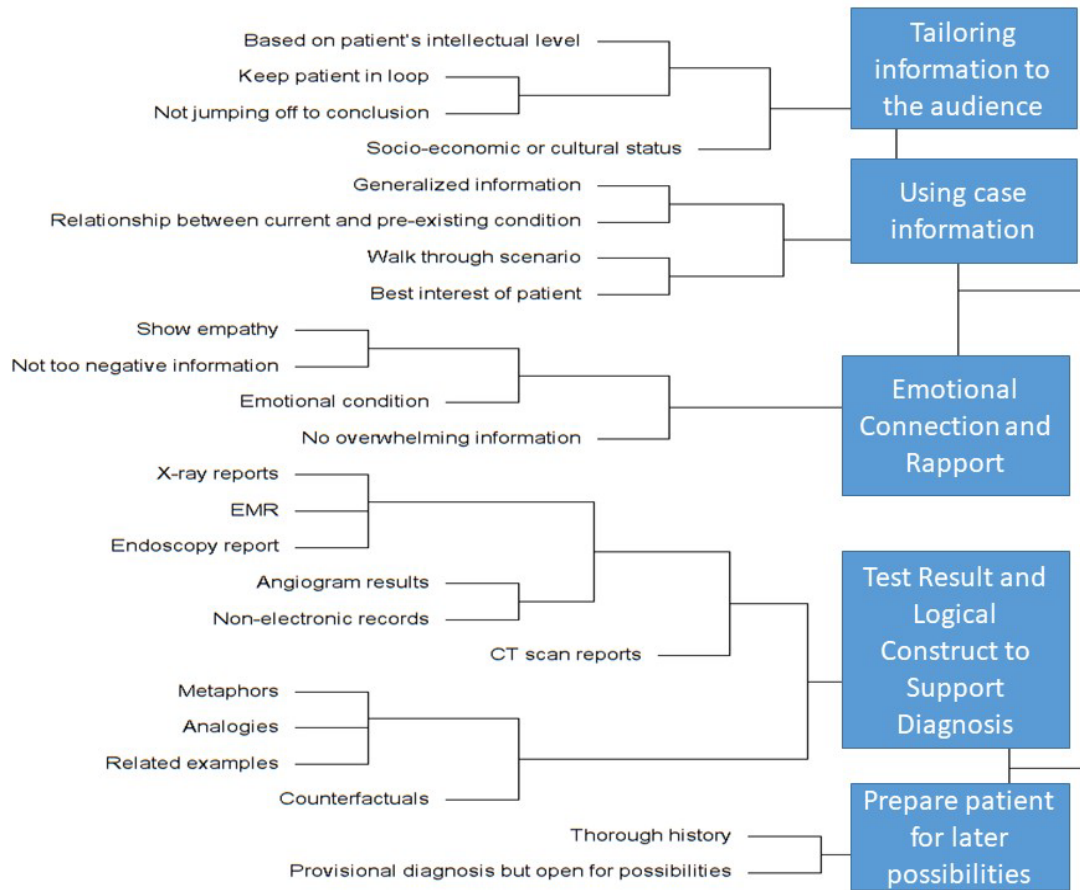 Based on patient's intellectual level
Keep patient in loop
Not jumping off to conclusion
Socio-economic or cultural status
Tailoring
information to
the audience
Generalized information
Relationship between current and pre-existing condition
Walk through scenario
Best interest of patient
Using case
information
Show empathy
Not too negative information
Emotional condition
No overwhelming information
Emotional
Connection and
Rapport
X-ray reports
EMR
Endoscopy report
Angiogram results
Non-electronic records
CT scan reports
Metaphors
Analogies
Related examples
Counterfactuals
Test Result and
Logical
Construct to
Support
Diagnosis
Thorough history
Provisional diagnosis but open for possibilities
Prepare patient
for later
possibilities